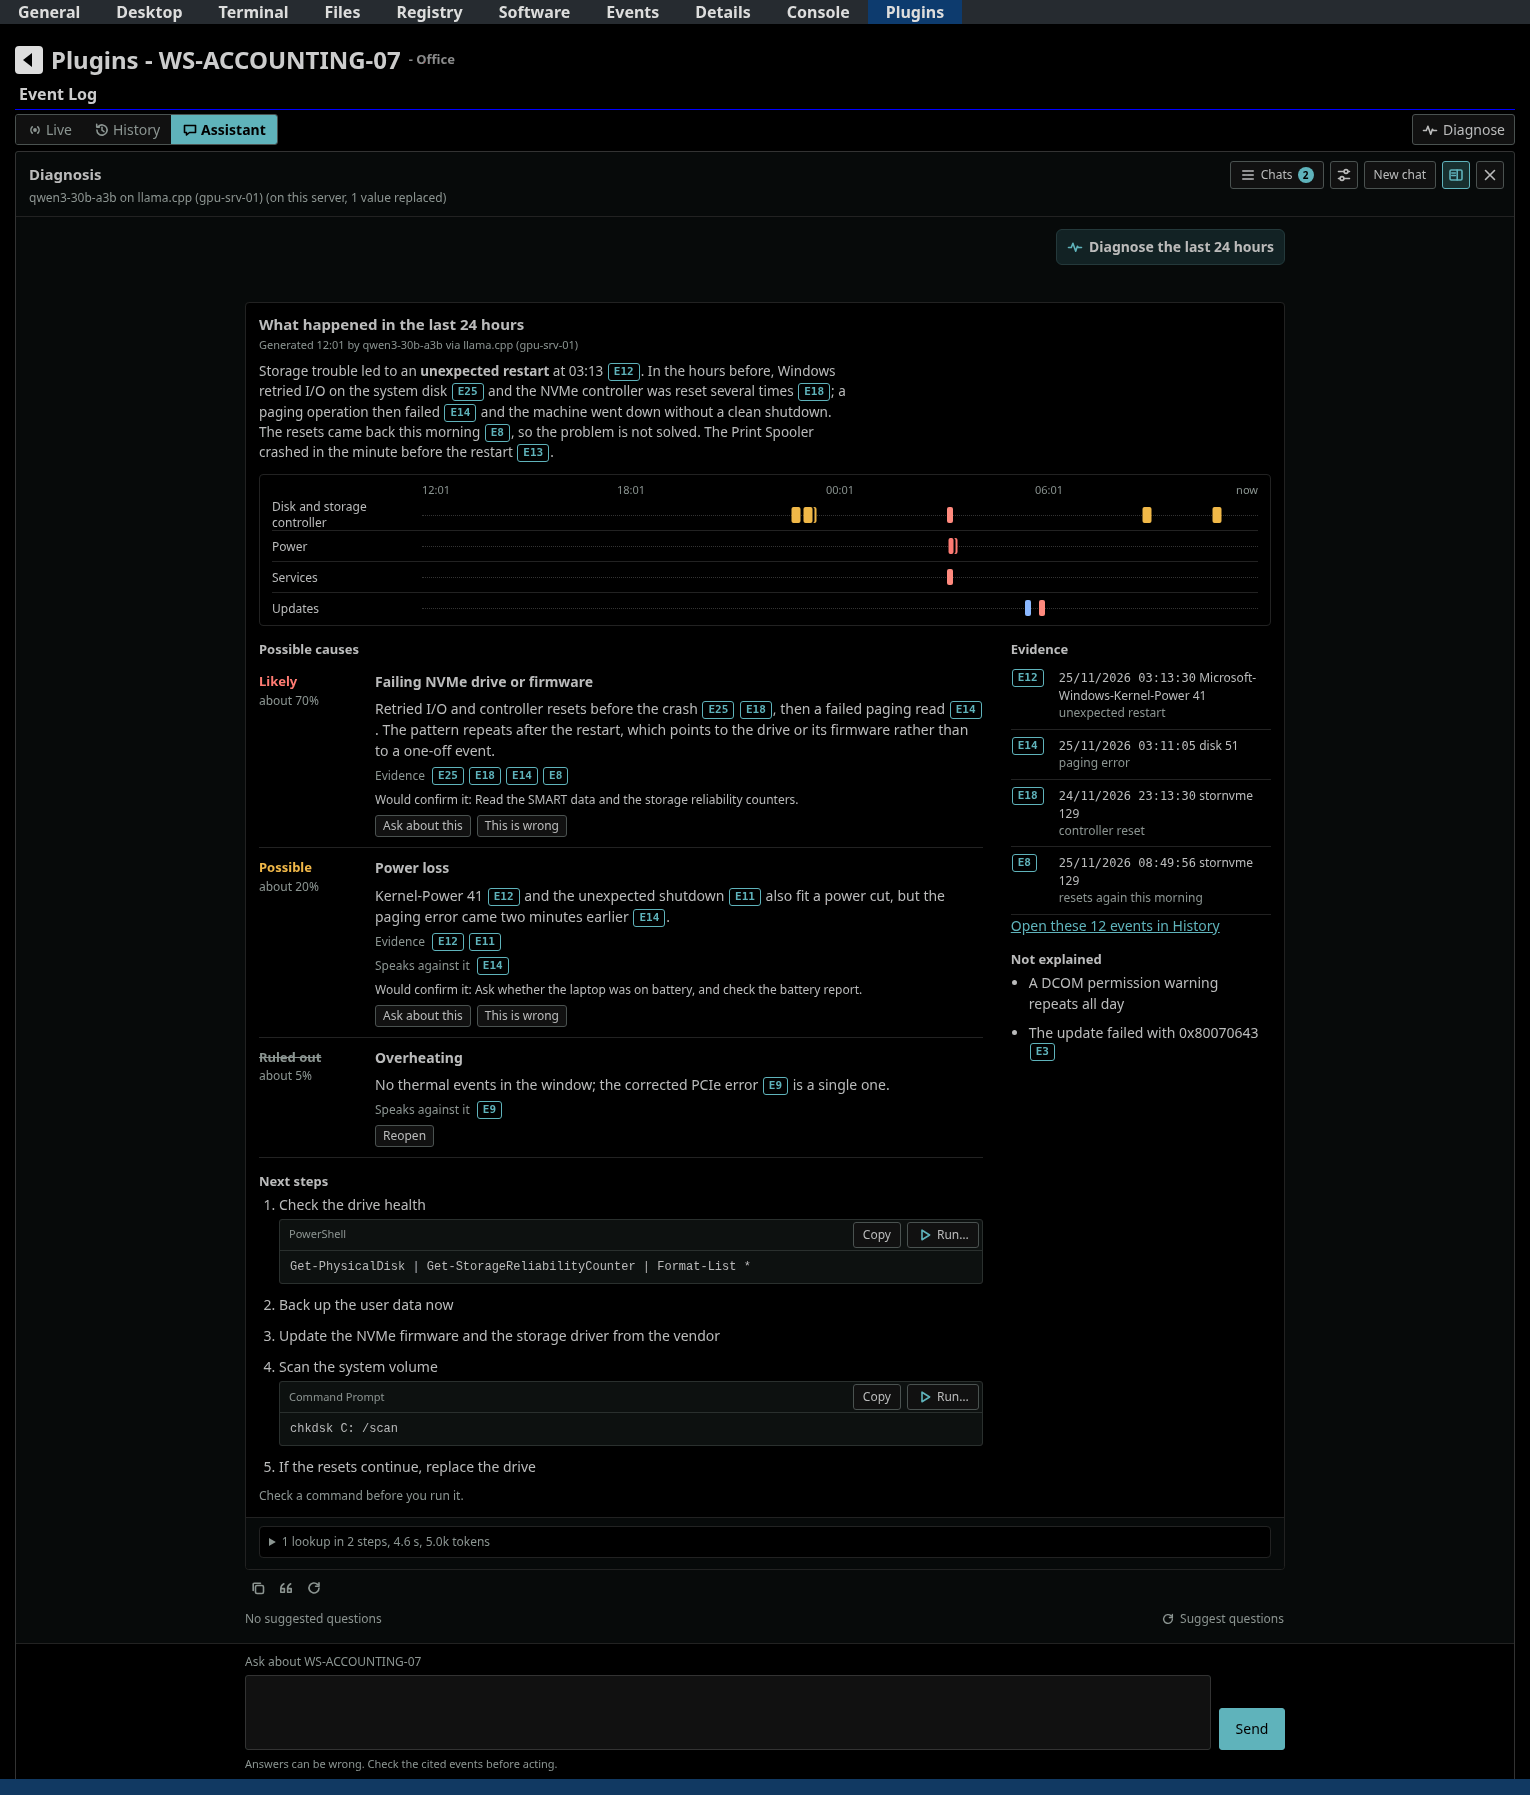 General Desktop Terminal Files Registry Software Events Details Console Plugins
Plugins - WS-ACCOUNTING-07 - Office
Event Log
Live History Assistant
Diagnose
Diagnosis
qwen3-30b-a3b on llama.cpp (gpu-srv-01) (on this server, 1 value replaced)
Chats 2 New chat
Diagnose the last 24 hours
What happened in the last 24 hours
Generated 12:01 by qwen3-30b-a3b via llama.cpp (gpu-srv-01)
Storage trouble led to an unexpected restart at 03:13 E12. In the hours before, Windows
retried I/O on the system disk E25 and the NVMe controller was reset several times E18; a
paging operation then failed E14 and the machine went down without a clean shutdown.
The resets came back this morning E8, so the problem is not solved. The Print Spooler
crashed in the minute before the restart E13.
12:01 18:01 00:01 06:01 now
Disk and storage
controller
Power
Services
Updates
Possible causes
Likely
about 70%
Failing NVMe drive or firmware
Retried I/O and controller resets before the crash E25 E18, then a failed paging read E14
. The pattern repeats after the restart, which points to the drive or its firmware rather than
to a one-off event.
Evidence E25 E18 E14 E8
Would confirm it: Read the SMART data and the storage reliability counters.
Ask about this This is wrong
Possible
about 20%
Power loss
Kernel-Power 41 E12 and the unexpected shutdown E11 also fit a power cut, but the
paging error came two minutes earlier E14.
Evidence E12 E11
Speaks against it E14
Would confirm it: Ask whether the laptop was on battery, and check the battery report.
Ask about this This is wrong
Ruled out
about 5%
Overheating
No thermal events in the window; the corrected PCIe error E9 is a single one.
Speaks against it E9
Reopen
Evidence
E12 25/11/2026 03:13:30 Microsoft-
Windows-Kernel-Power 41
unexpected restart
E14 25/11/2026 03:11:05 disk 51
paging error
E18 24/11/2026 23:13:30 stornvme
129
controller reset
E8 25/11/2026 08:49:56 stornvme
129
resets again this morning
Open these 12 events in History
Not explained
• A DCOM permission warning
repeats all day
• The update failed with 0x80070643
E3
Next steps
1. Check the drive health
PowerShell Copy Run...
Get-PhysicalDisk | Get-StorageReliabilityCounter | Format-List *
2. Back up the user data now
3. Update the NVMe firmware and the storage driver from the vendor
4. Scan the system volume
Command Prompt Copy Run...
chkdsk C: /scan
5. If the resets continue, replace the drive
Check a command before you run it.
1 lookup in 2 steps, 4.6 s, 5.0k tokens
No suggested questions Suggest questions
Ask about WS-ACCOUNTING-07
Send
Answers can be wrong. Check the cited events before acting.